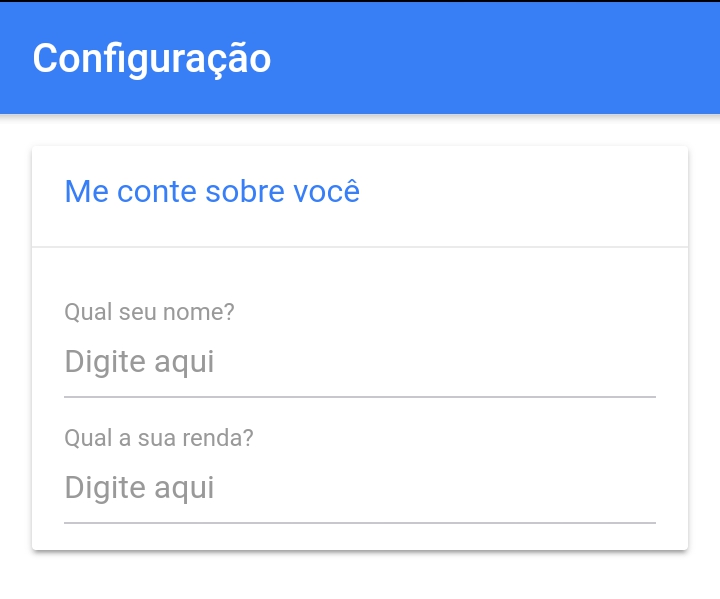 Configuração
Me conte sobre você
Qual seu nome?
Digite aqui
Qual a sua renda?
Digite aqui